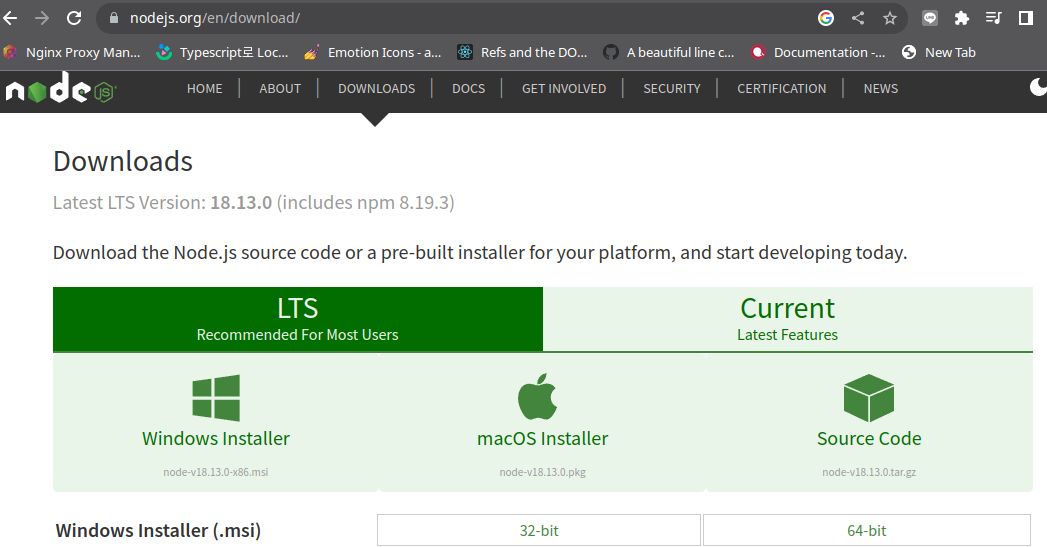 nodejs.org/en/download/
Nginx Proxy Man... Typescript로 Loc... Emotion Icons - a... Refs and the DO... A beautiful line c... Documentation -... New Tab
node JS HOME ABOUT DOWNLOADS DOCS GET INVOLVED SECURITY CERTIFICATION NEWS
Downloads
Latest LTS Version: 18.13.0 (includes npm 8.19.3)
Download the Node.js source code or a pre-built installer for your platform, and start developing today.
LTS
Recommended For Most Users
Current
Latest Features
Windows Installer
node-v18.13.0-x86.msi
macOS Installer
node-v18.13.0.pkg
Source Code
node-v18.13.0.tar.gz
Windows Installer (.msi) 32-bit 64-bit